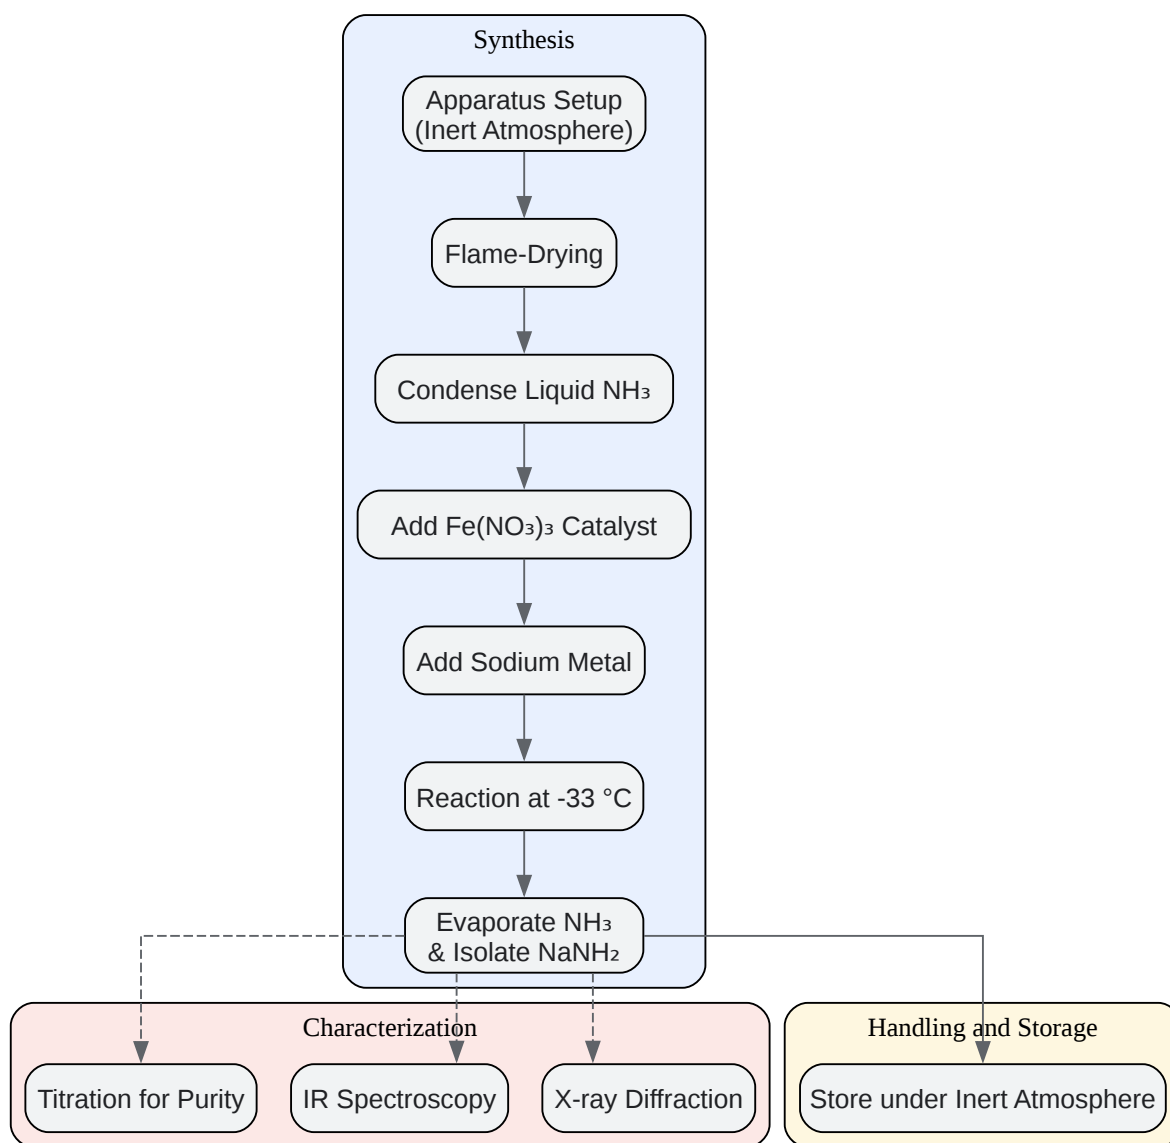 Synthesis
Apparatus Setup
(Inert Atmosphere)
Flame-Drying
Condense Liquid NH₃
Add Fe(NO₃)₃ Catalyst
Add Sodium Metal
Reaction at -33 °C
Evaporate NH₃
& Isolate NaNH₂
Characterization
Titration for Purity
IR Spectroscopy
X-ray Diffraction
Handling and Storage
Store under Inert Atmosphere